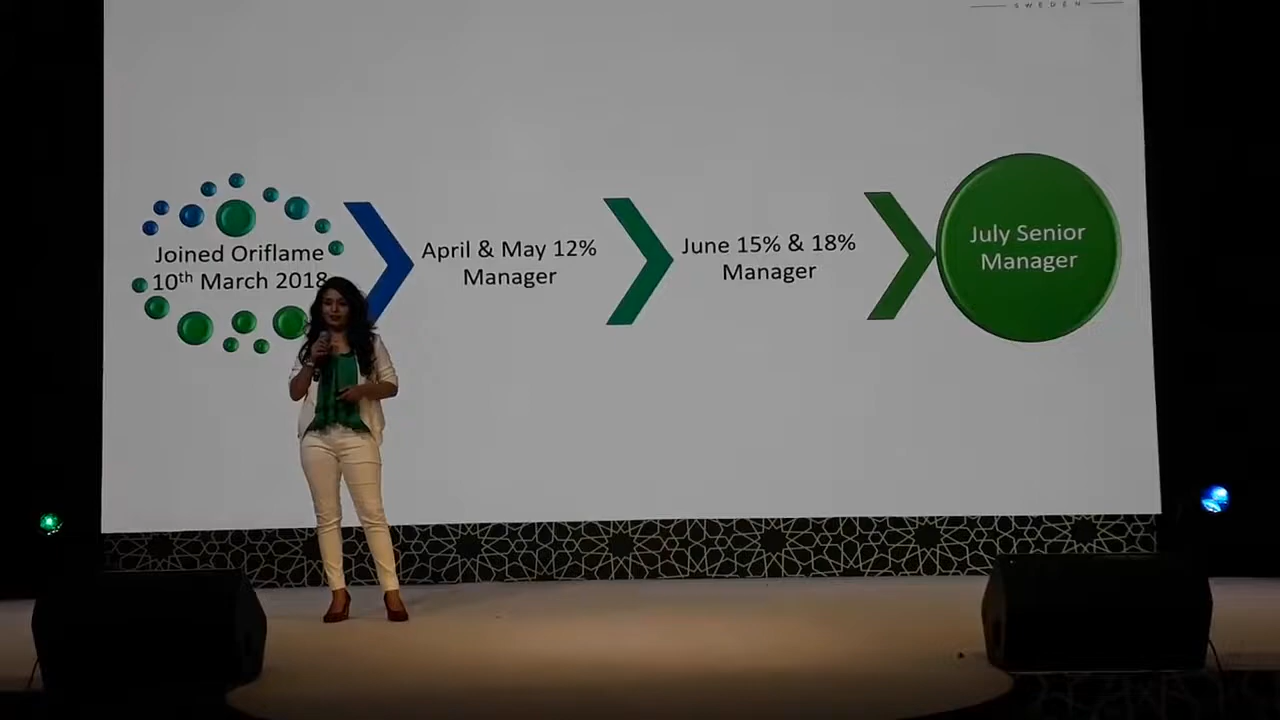 SWEDEN
Joined Oriflame
10th March 2018
April & May 12%
Manager
June 15% & 18%
Manager
July Senior
Manager